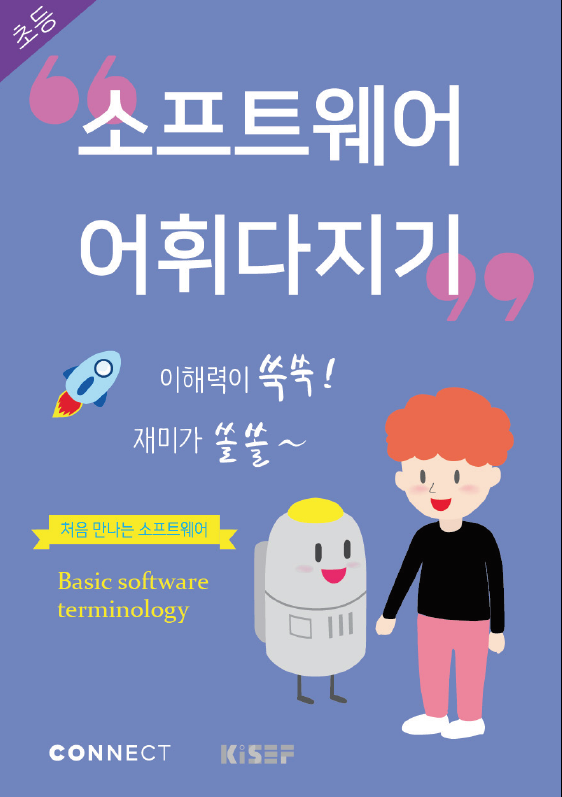 초등
“소프트웨어
어휘다지기”
이해력이 쑥쑥!
재미가 쏠쏠~
처음 만나는 소프트웨어
Basic software
terminology
CONNECT KiSEF